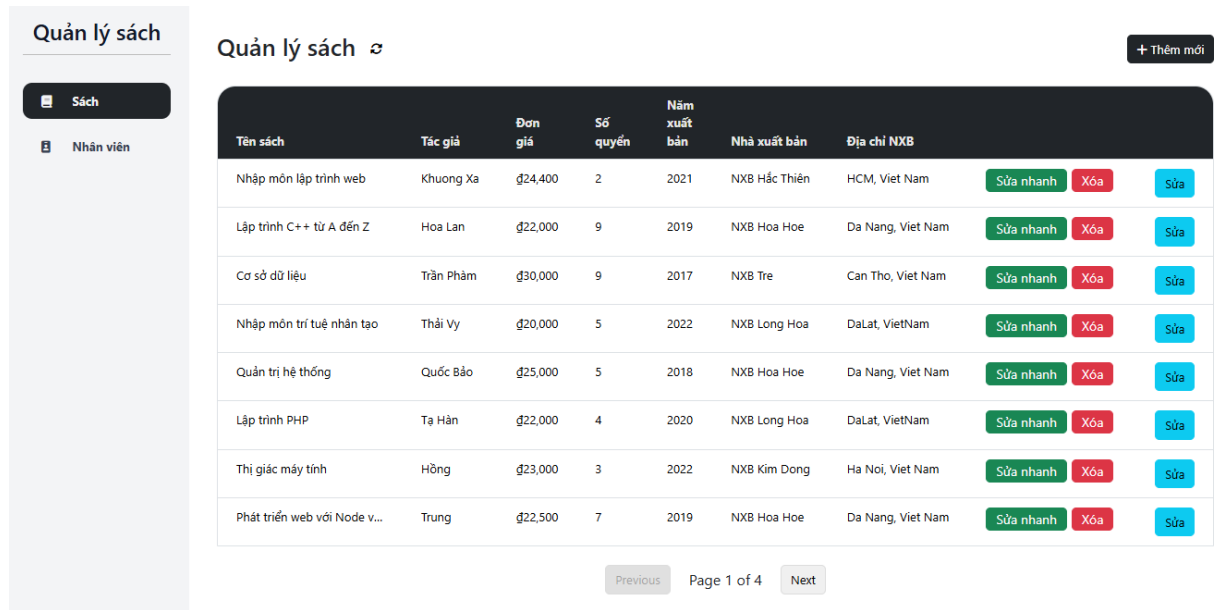 Quản lý sách
Sách
Nhân viên
Quản lý sách
+ Thêm mới
Tên sách Tác giả Đơn giá Số quyển Năm xuất bản Nhà xuất bản Địa chỉ NXB
Nhập môn lập trình web Khuong Xa ₫24,400 2 2021 NXB Hắc Thiên HCM, Viet Nam Sửa nhanh Xóa Sửa
Lập trình C++ từ A đến Z Hoa Lan ₫22,000 9 2019 NXB Hoa Hoe Da Nang, Viet Nam Sửa nhanh Xóa Sửa
Cơ sở dữ liệu Trần Phàm ₫30,000 9 2017 NXB Tre Can Tho, Viet Nam Sửa nhanh Xóa Sửa
Nhập môn trí tuệ nhân tạo Thái Vy ₫20,000 5 2022 NXB Long Hoa DaLat, VietNam Sửa nhanh Xóa Sửa
Quản trị hệ thống Quốc Bảo ₫25,000 5 2018 NXB Hoa Hoe Da Nang, Viet Nam Sửa nhanh Xóa Sửa
Lập trình PHP Tạ Hàn ₫22,000 4 2020 NXB Long Hoa DaLat, VietNam Sửa nhanh Xóa Sửa
Thị giác máy tính Hồng ₫23,000 3 2022 NXB Kim Dong Ha Noi, Viet Nam Sửa nhanh Xóa Sửa
Phát triển web với Node v... Trung ₫22,500 7 2019 NXB Hoa Hoe Da Nang, Viet Nam Sửa nhanh Xóa Sửa
Previous Page 1 of 4 Next